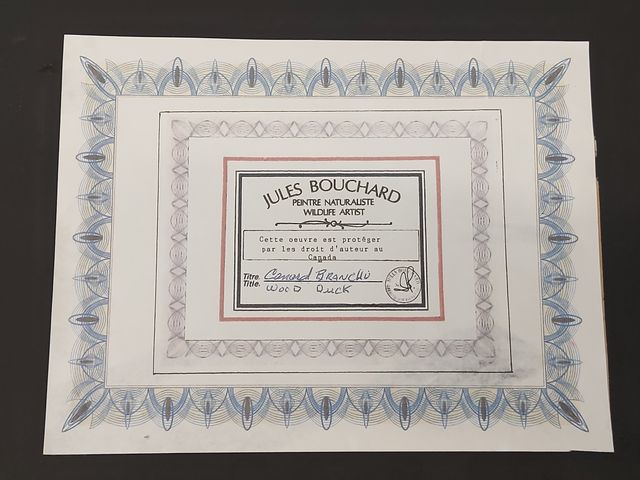 JULES BOUCHARD
PEINTRE NATURALISTE
WILDLIFE ARTIST
Cette oeuvre est protéger
par les droit d'auteur au
Canada
Titre. Canard BRANCHU
Title. WOOD DUCK